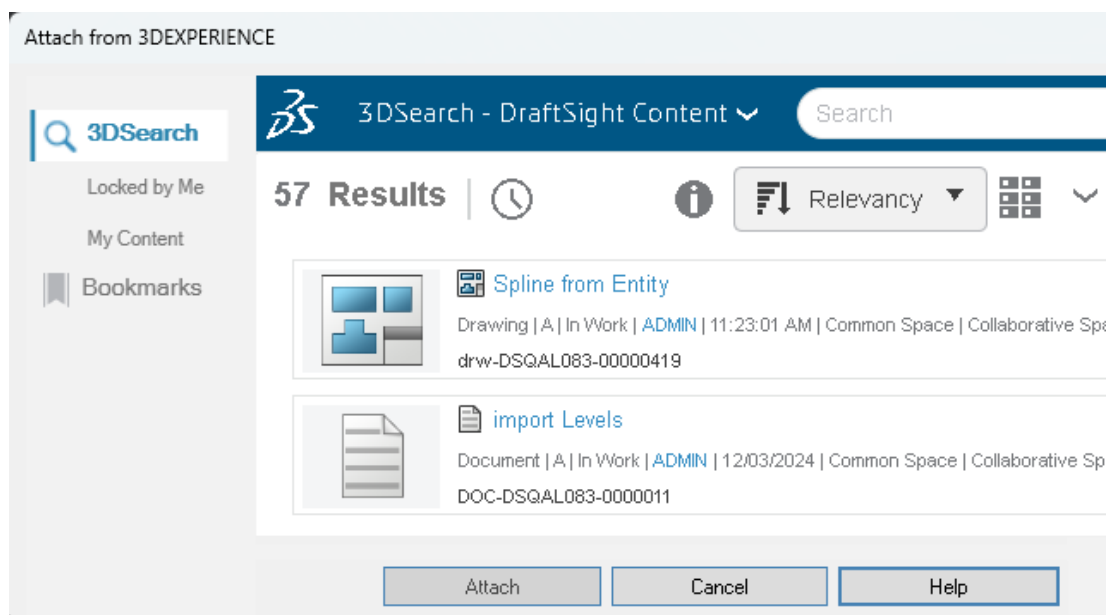 Attach from 3DEXPERIENCE
3DSearch
Locked by Me
My Content
Bookmarks
3DSearch - DraftSight Content
Search
57 Results
Relevancy
Spline from Entity
Drawing | A | In Work | ADMIN | 11:23:01 AM | Common Space | Collaborative Spa
drw-DSQAL083-00000419
import Levels
Document | A | In Work | ADMIN | 12/03/2024 | Common Space | Collaborative Sp
DOC-DSQAL083-0000011
Attach Cancel Help